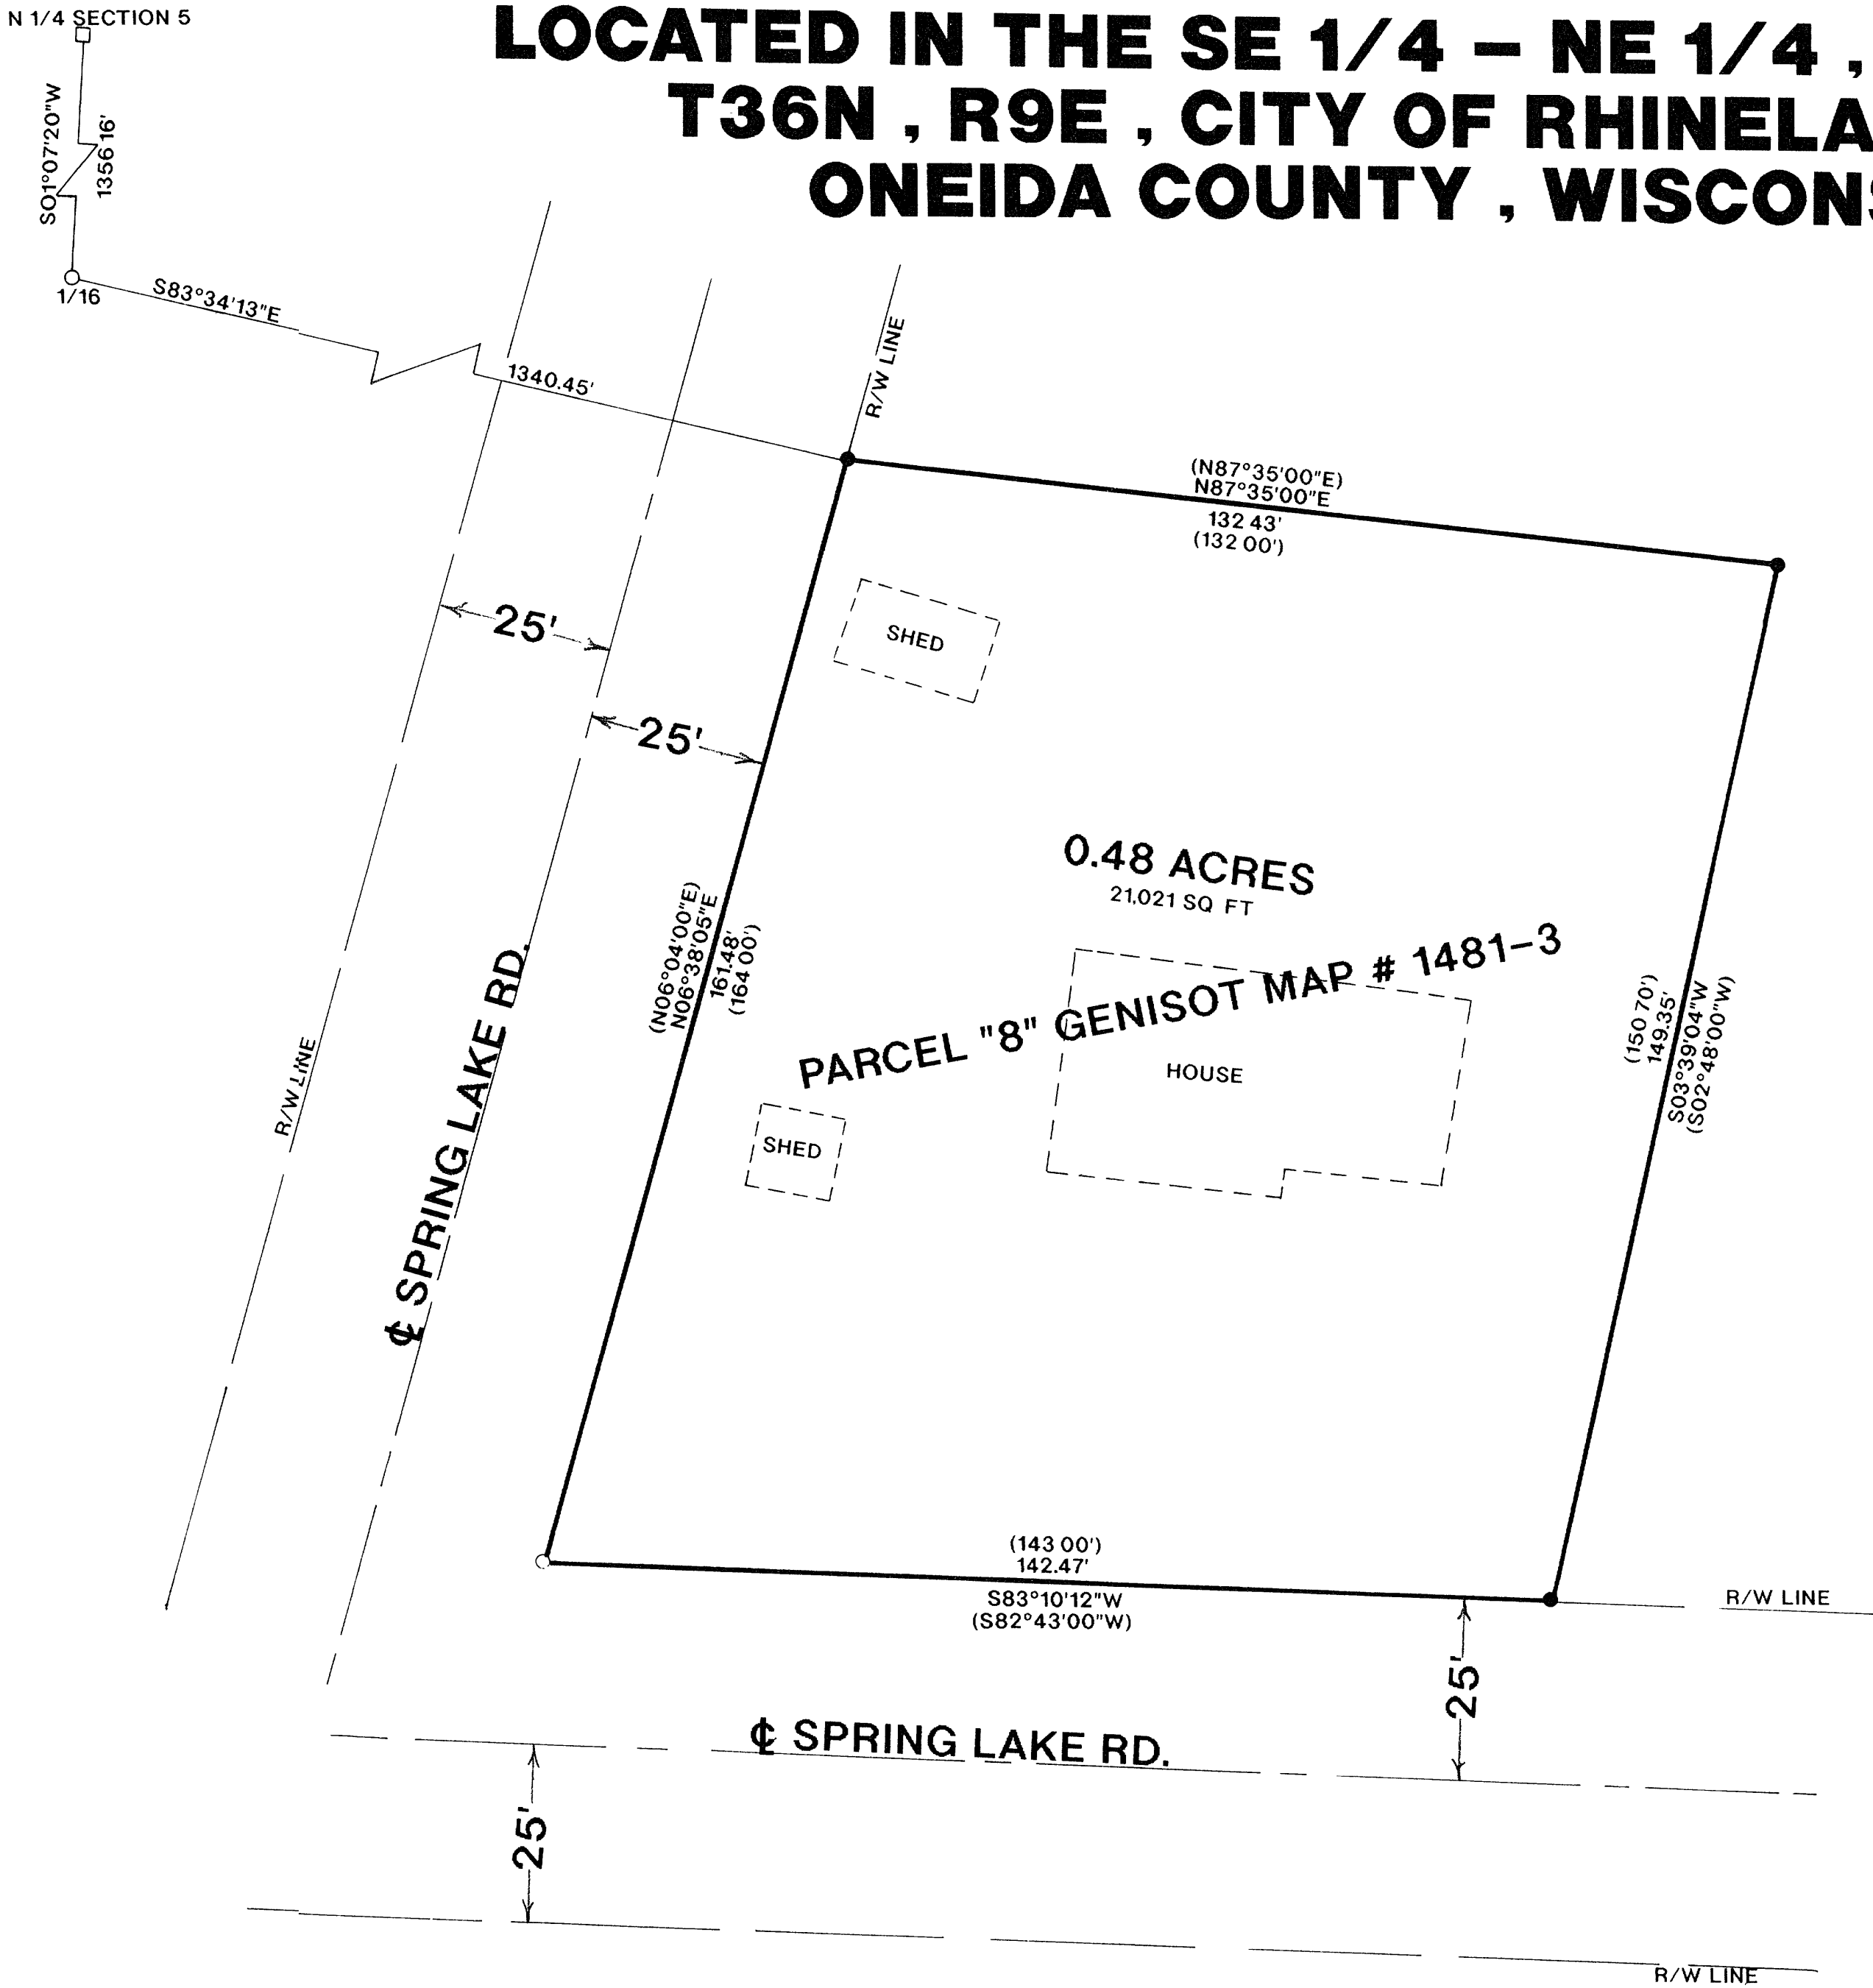 N 1/4 SECTION 5
LOCATED IN THE SE 1/4 – NE 1/4 ,
T36N , R9E , CITY OF RHINELA
ONEIDA COUNTY , WISCONS
S01°07'20"W
1356 16'
1/16
S83°34'13"E
1340.45'
R/W LINE
(N87°35'00"E)
N87°35'00"E
132 43'
(132 00')
25'
SHED
25'
0.48 ACRES
21,021 SQ FT
PARCEL "8" GENISOT MAP # 1481-3
(N06°04'00"E)
N06°38'05"E
161.48'
(164 00')
(150 70')
149.35'
S03°39'04"W
(S02°48'00"W)
R/W LINE
℄ SPRING LAKE RD.
HOUSE
SHED
(143 00')
142.47'
S83°10'12"W
(S82°43'00"W)
R/W LINE
25'
℄ SPRING LAKE RD.
25'
R/W LINE